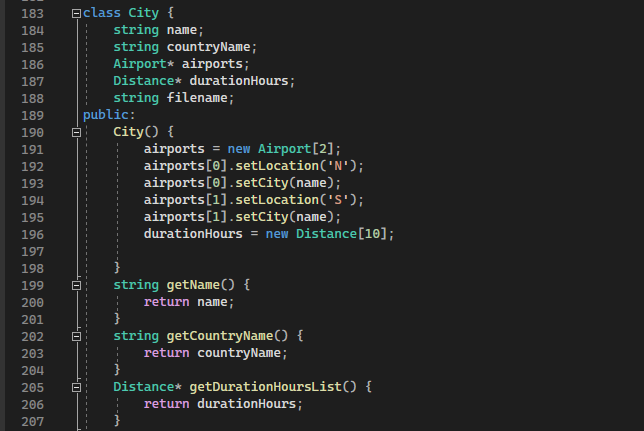 183 class City {
184 string name;
185 string countryName;
186 Airport* airports;
187 Distance* durationHours;
188 string filename;
189 public:
190 City() {
191 airports = new Airport[2];
192 airports[0].setLocation('N');
193 airports[0].setCity(name);
194 airports[1].setLocation('S');
195 airports[1].setCity(name);
196 durationHours = new Distance[10];
197
198 }
199 string getName() {
200 return name;
201 }
202 string getCountryName() {
203 return countryName;
204 }
205 Distance* getDurationHoursList() {
206 return durationHours;
207 }